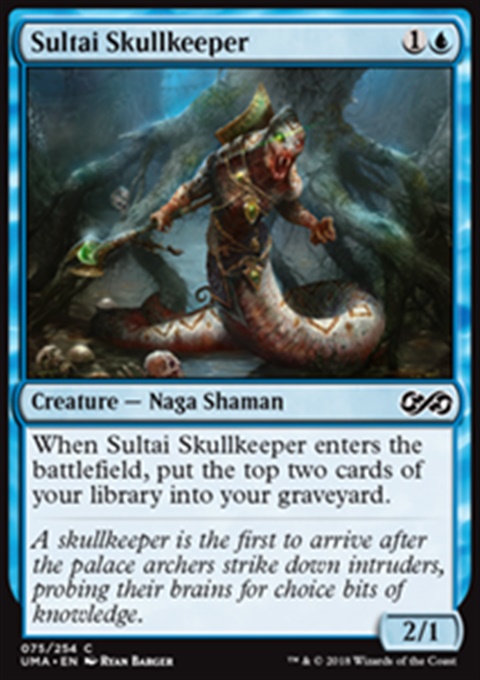 Sultai Skullkeeper 1
Creature — Naga Shaman
When Sultai Skullkeeper enters the
battlefield, put the top two cards of
your library into your graveyard.
A skullkeeper is the first to arrive after
the palace archers strike down intruders,
probing their brains for choice bits of
knowledge.
2/1
075/254 C
UMA • EN Ryan Barger
™ & © 2018 Wizards of the Coast